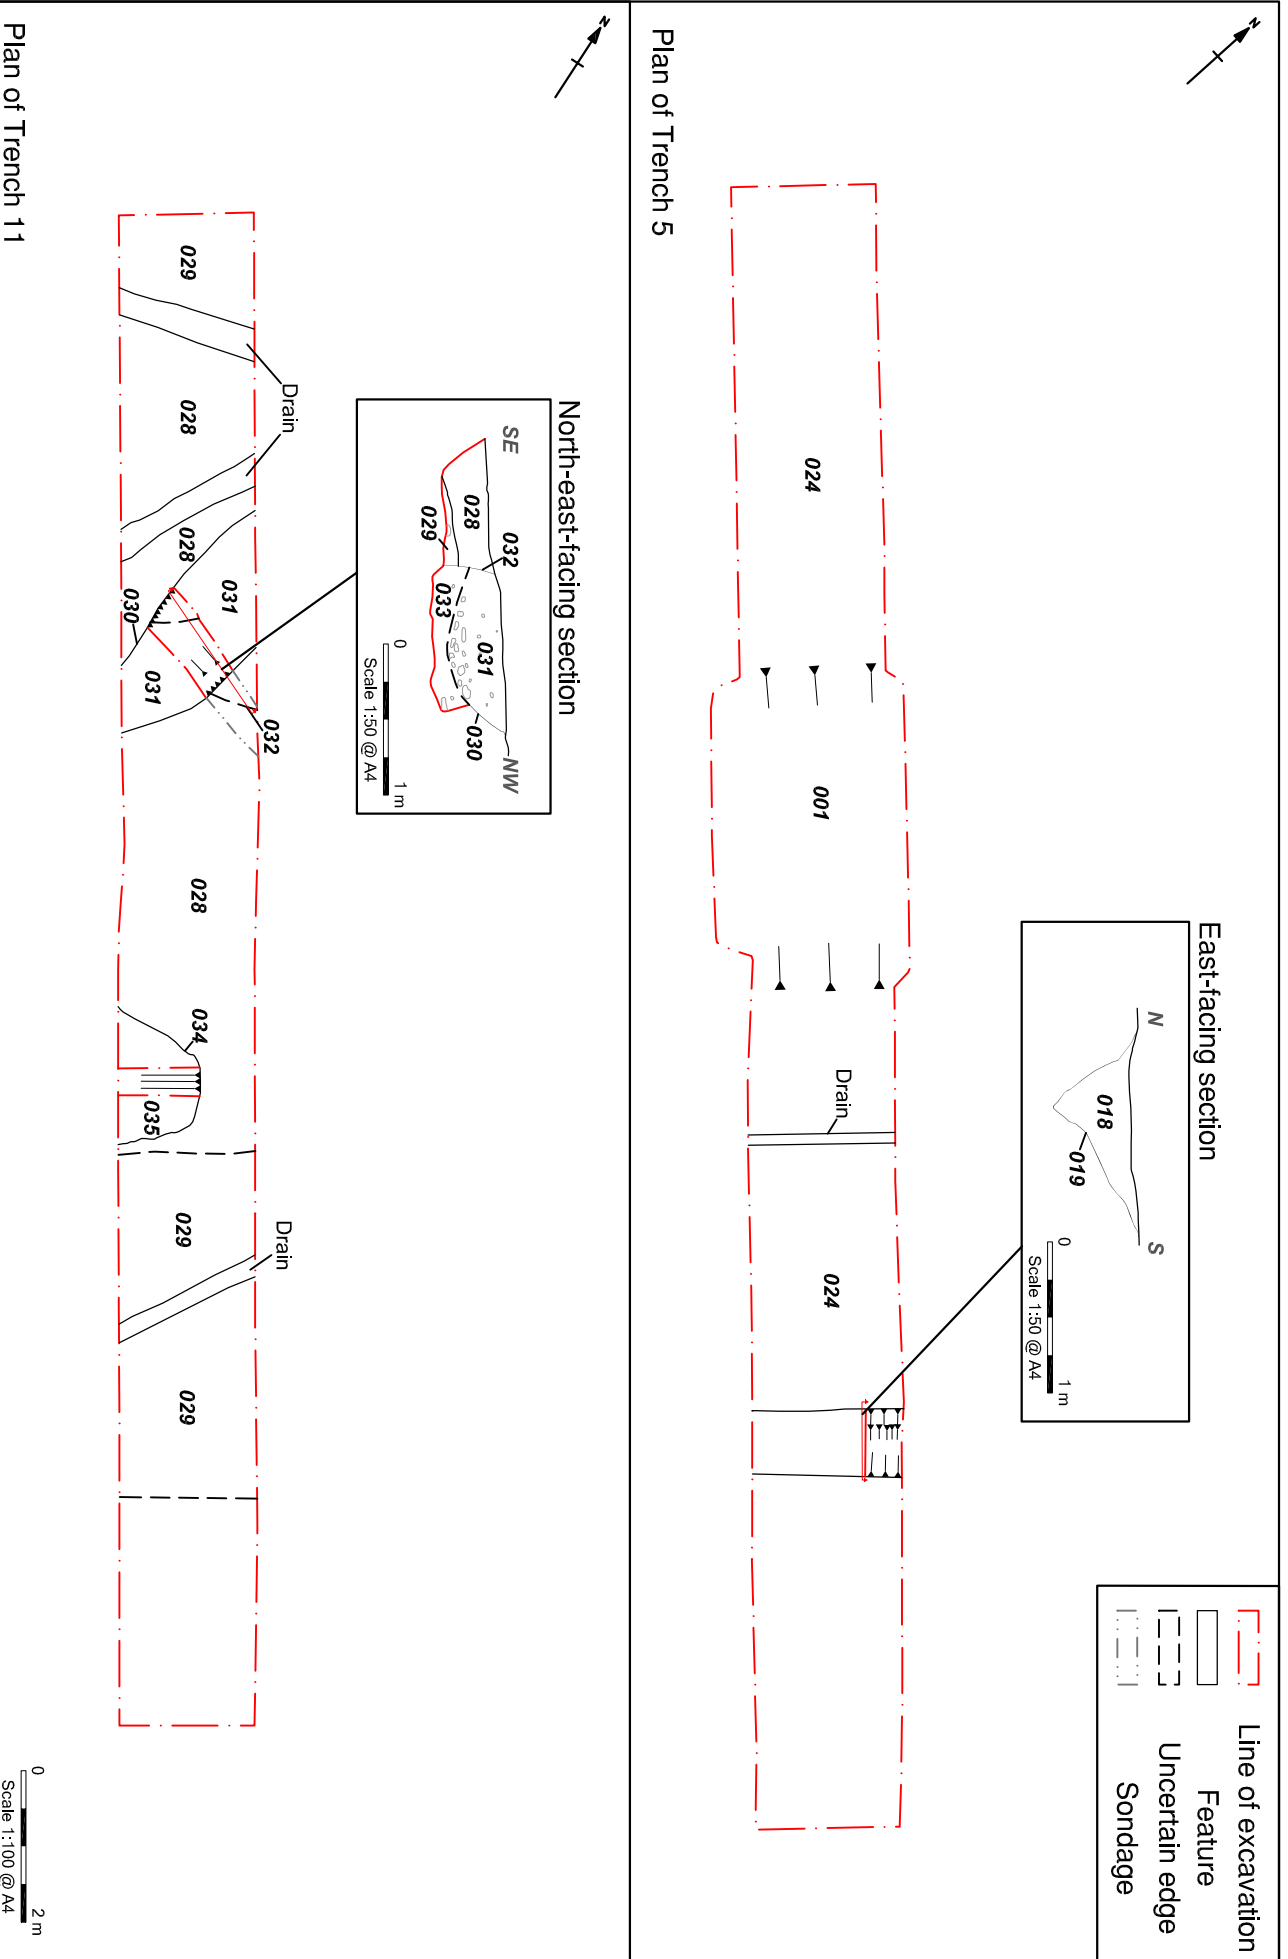 N
Plan of Trench 5
024
001
Drain
024
East-facing section
N
S
018
019
0
1 m
Scale 1:50 @ A4
Line of excavation
Feature
Uncertain edge
Sondage
N
Plan of Trench 11
029
Drain
028
028
030
031
031
032
028
034
035
029
Drain
029
North-east-facing section
SE
NW
028
029
032
033
031
030
0
1 m
Scale 1:50 @ A4
0
2 m
Scale 1:100 @ A4